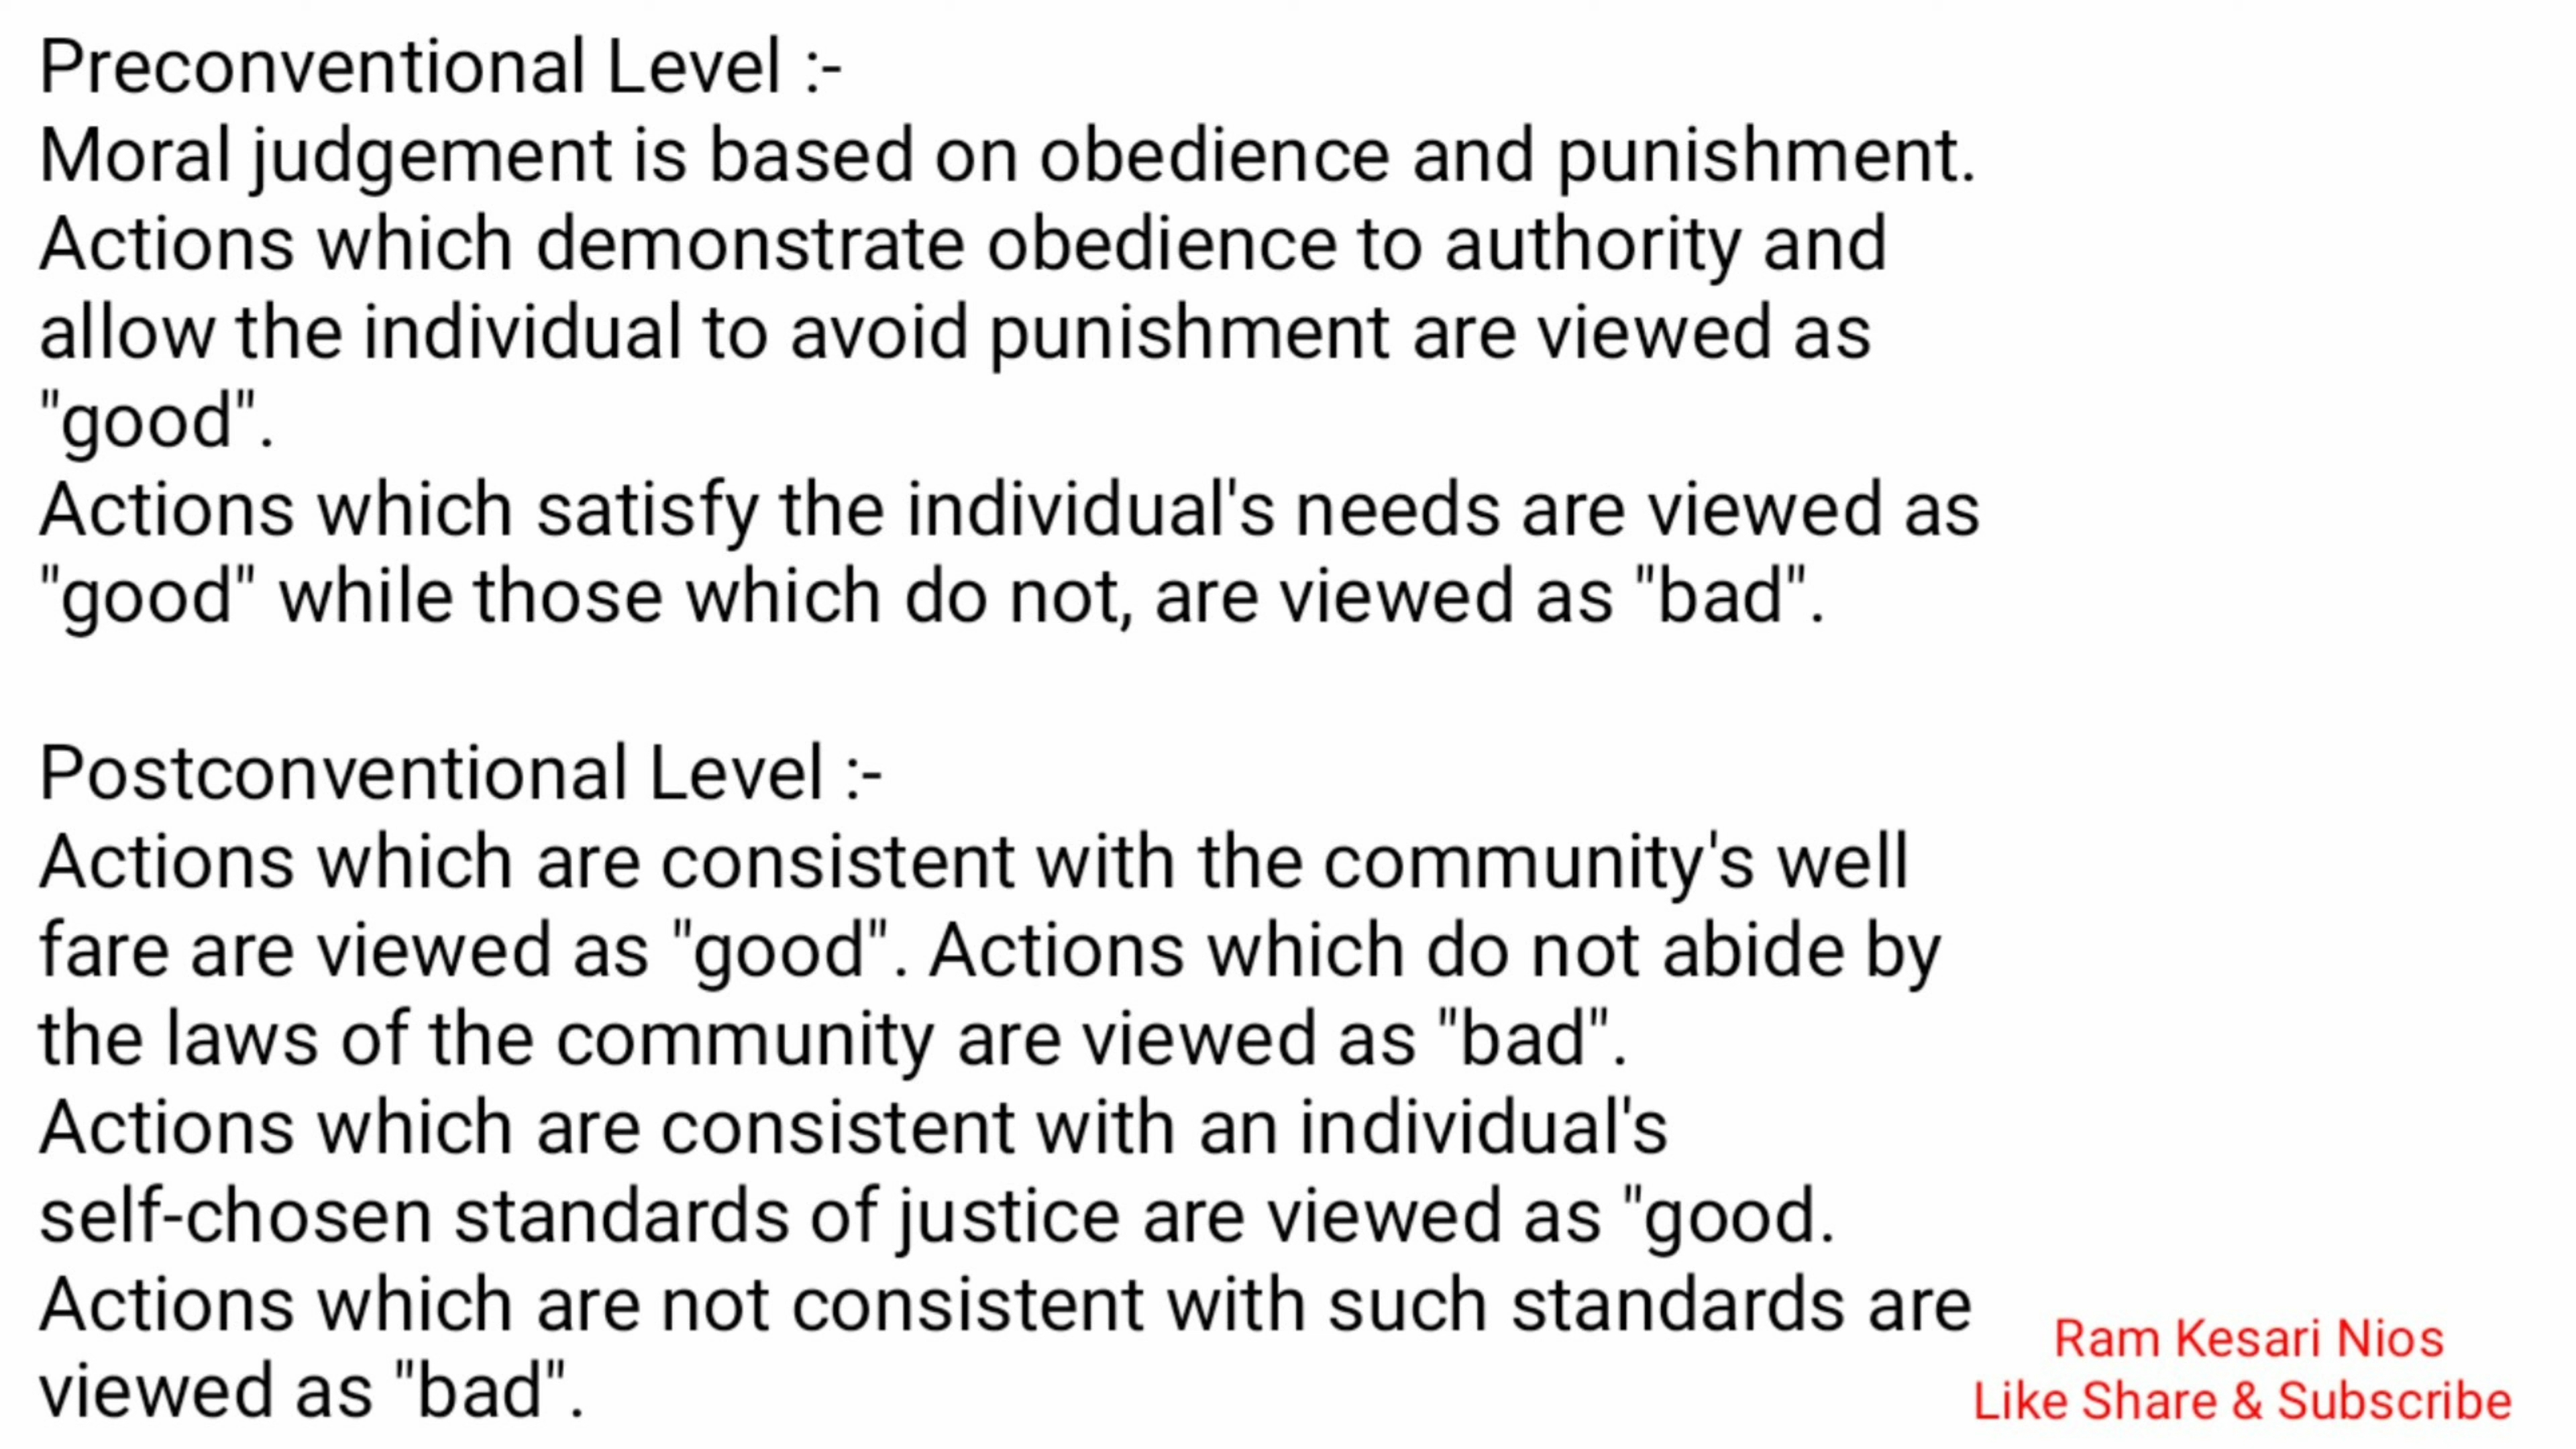 Preconventional Level :-
Moral judgement is based on obedience and punishment.
Actions which demonstrate obedience to authority and
allow the individual to avoid punishment are viewed as
"good".
Actions which satisfy the individual's needs are viewed as
"good" while those which do not, are viewed as "bad".
Postconventional Level :-
Actions which are consistent with the community's well
fare are viewed as "good". Actions which do not abide by
the laws of the community are viewed as "bad".
Actions which are consistent with an individual's
self-chosen standards of justice are viewed as "good.
Actions which are not consistent with such standards are
viewed as "bad".
Ram Kesari Nios
Like Share & Subscribe